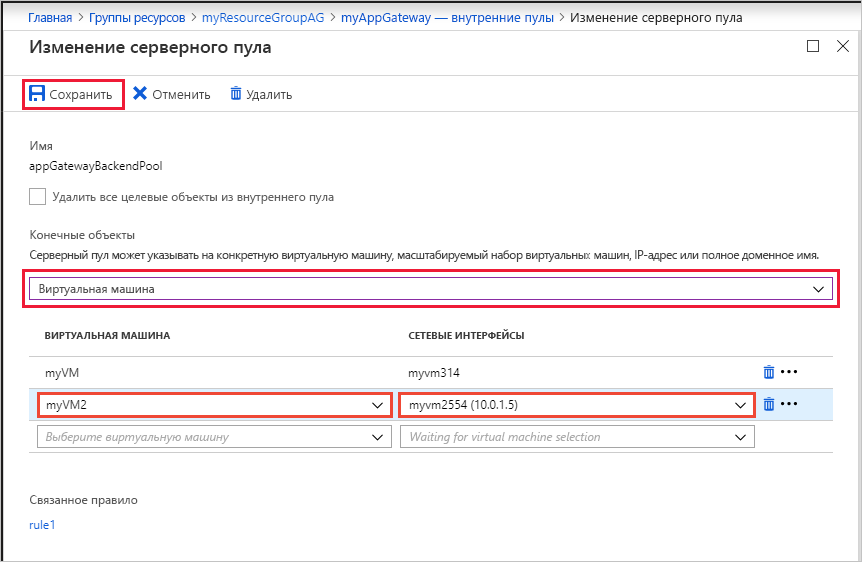 Главная > Группы ресурсов > myResourceGroupAG > myAppGateway — внутренние пулы > Изменение серверного пула
Изменение серверного пула
Сохранить Отменить Удалить
Имя
appGatewayBackendPool
Удалить все целевые объекты из внутреннего пула
Конечные объекты
Серверный пул может указывать на конкретную виртуальную машину, масштабируемый набор виртуальных машин, IP-адрес или полное доменное имя.
Виртуальная машина
ВИРТУАЛЬНАЯ МАШИНА СЕТЕВЫЕ ИНТЕРФЕЙСЫ
myVM myvm314
myVM2 myvm2554 (10.0.1.5)
Выберите виртуальную машину Waiting for virtual machine selection
Связанное правило
rule1